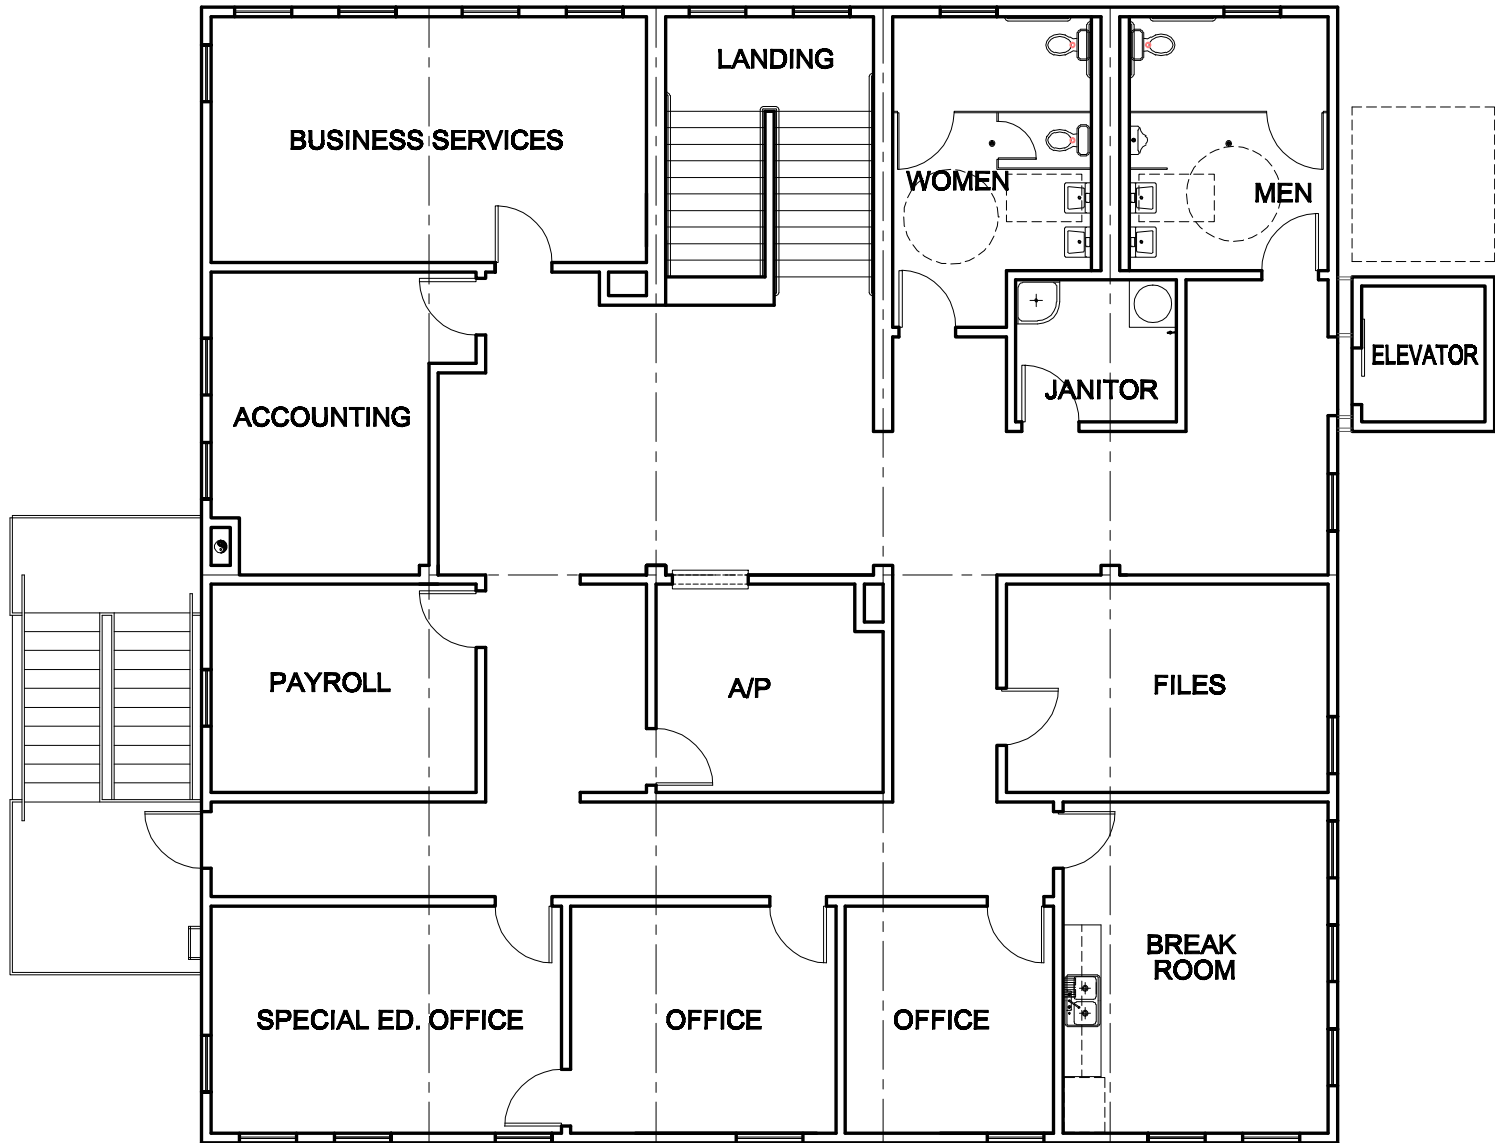 LANDING
BUSINESS SERVICES
WOMEN
MEN
ELEVATOR
JANITOR
ACCOUNTING
PAYROLL
A/P
FILES
BREAK
ROOM
SPECIAL ED. OFFICE
OFFICE
OFFICE